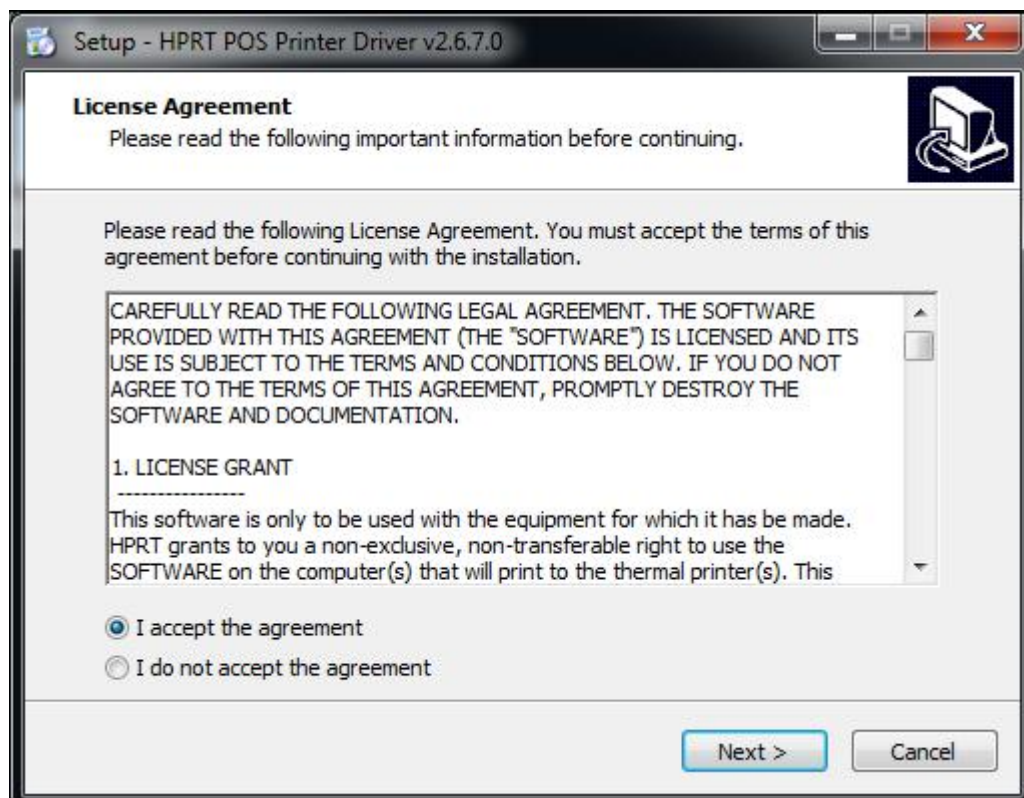 Setup - HPRT POS Printer Driver v2.6.7.0
License Agreement
Please read the following important information before continuing.
Please read the following License Agreement. You must accept the terms of this
agreement before continuing with the installation.
CAREFULLY READ THE FOLLOWING LEGAL AGREEMENT. THE SOFTWARE
PROVIDED WITH THIS AGREEMENT (THE "SOFTWARE") IS LICENSED AND ITS
USE IS SUBJECT TO THE TERMS AND CONDITIONS BELOW. IF YOU DO NOT
AGREE TO THE TERMS OF THIS AGREEMENT, PROMPTLY DESTROY THE
SOFTWARE AND DOCUMENTATION.
1. LICENSE GRANT
----------------
This software is only to be used with the equipment for which it has be made.
HPRT grants to you a non-exclusive, non-transferable right to use the
SOFTWARE on the computer(s) that will print to the thermal printer(s). This
I accept the agreement
I do not accept the agreement
Next >
Cancel